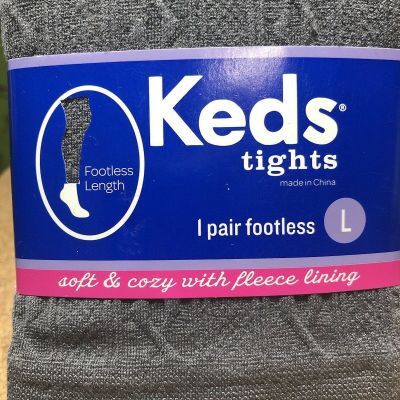 Keds®
tights
made in China
Footless
Length
1 pair footless L
soft & cozy with fleece lining